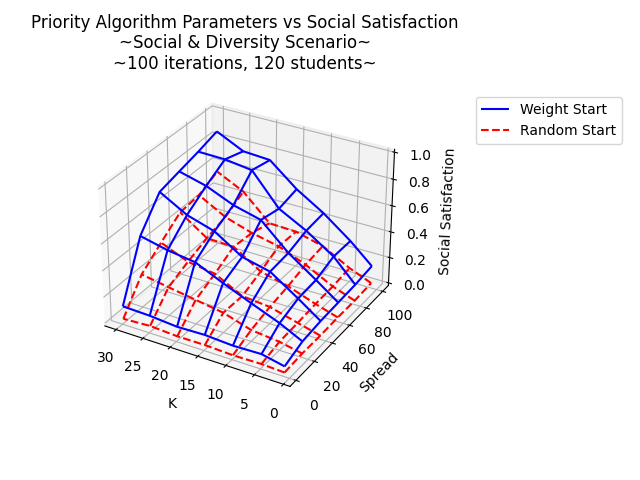 Priority Algorithm Parameters vs Social Satisfaction
~Social & Diversity Scenario~
~100 iterations, 120 students~
Weight Start
Random Start
1.0
0.8
0.6
0.4
0.2
0.0
Social Satisfaction
100
80
60
40
20
0
Spread
30
25
20
15
10
5
0
K